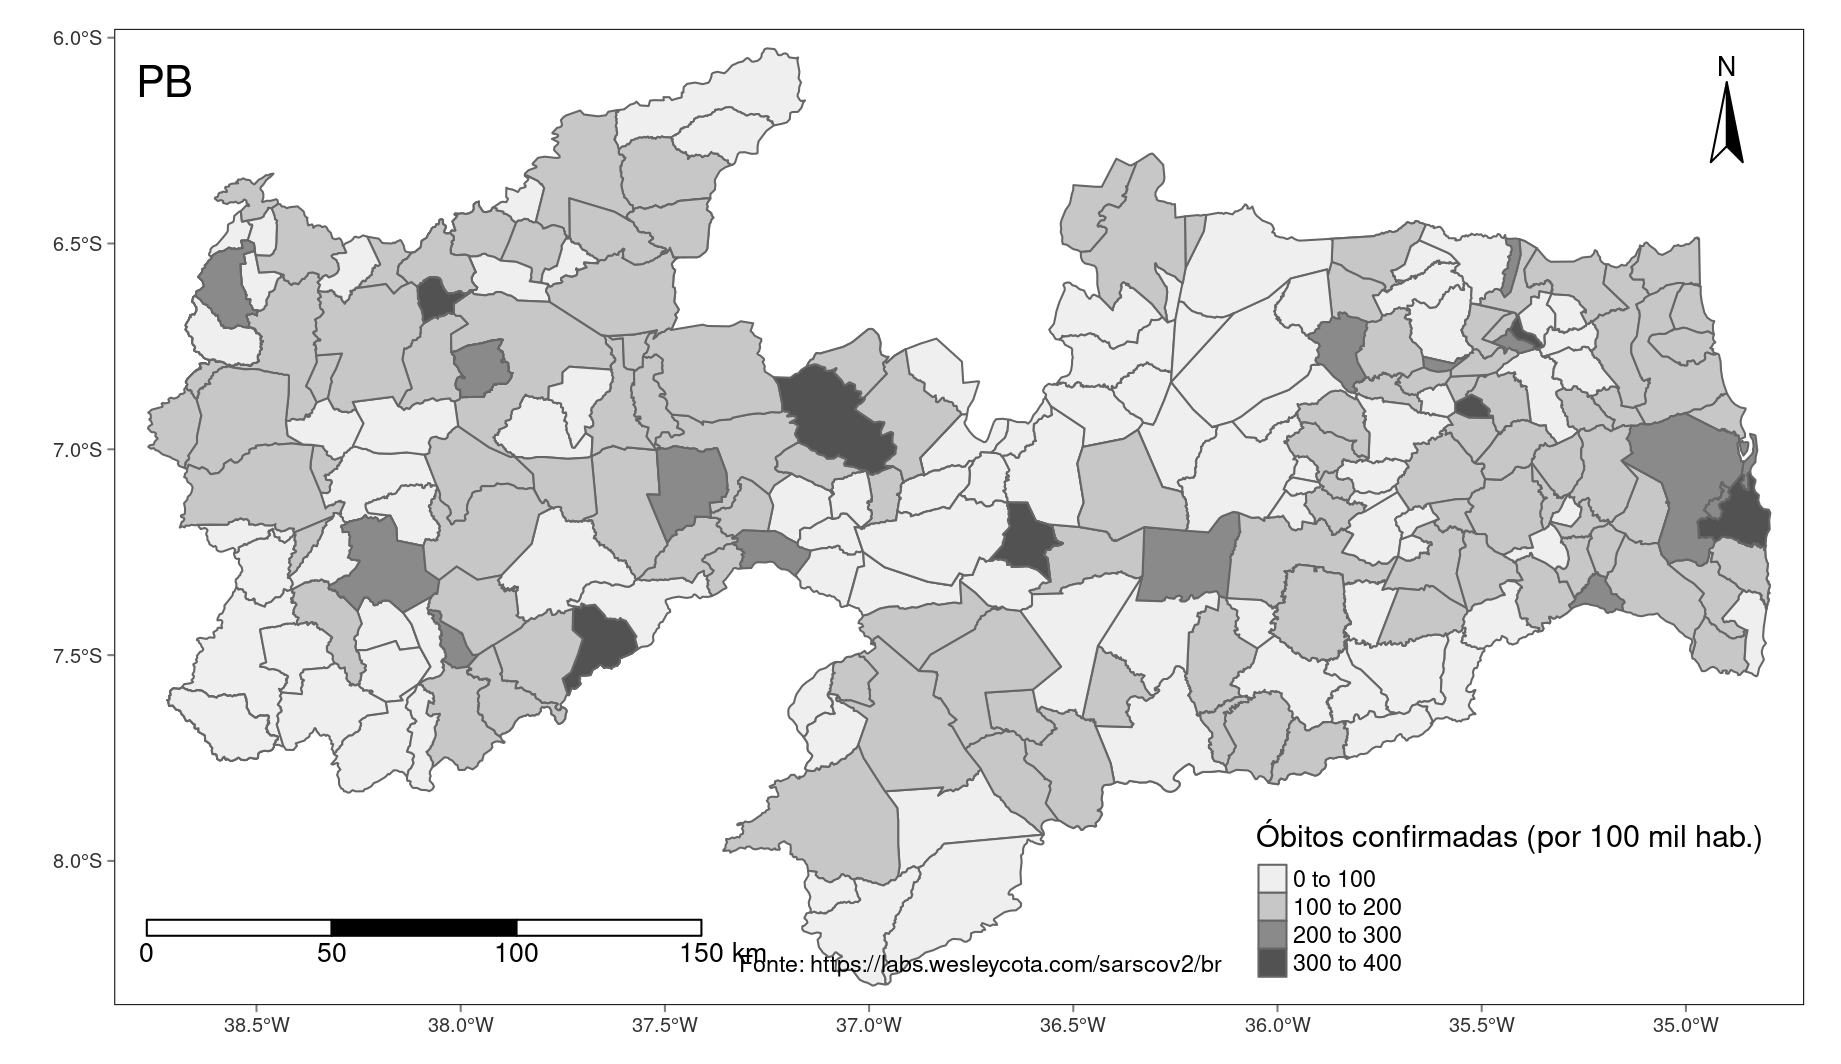 6.0°S
PB
N
6.5°S
7.0°S
7.5°S
8.0°S
Óbitos confirmadas (por 100 mil hab.)
0 to 100
100 to 200
200 to 300
300 to 400
0 50 100 150 km
Fonte: https://labs.wesleycota.com/sarscov2/br
38.5°W 38.0°W 37.5°W 37.0°W 36.5°W 36.0°W 35.5°W 35.0°W